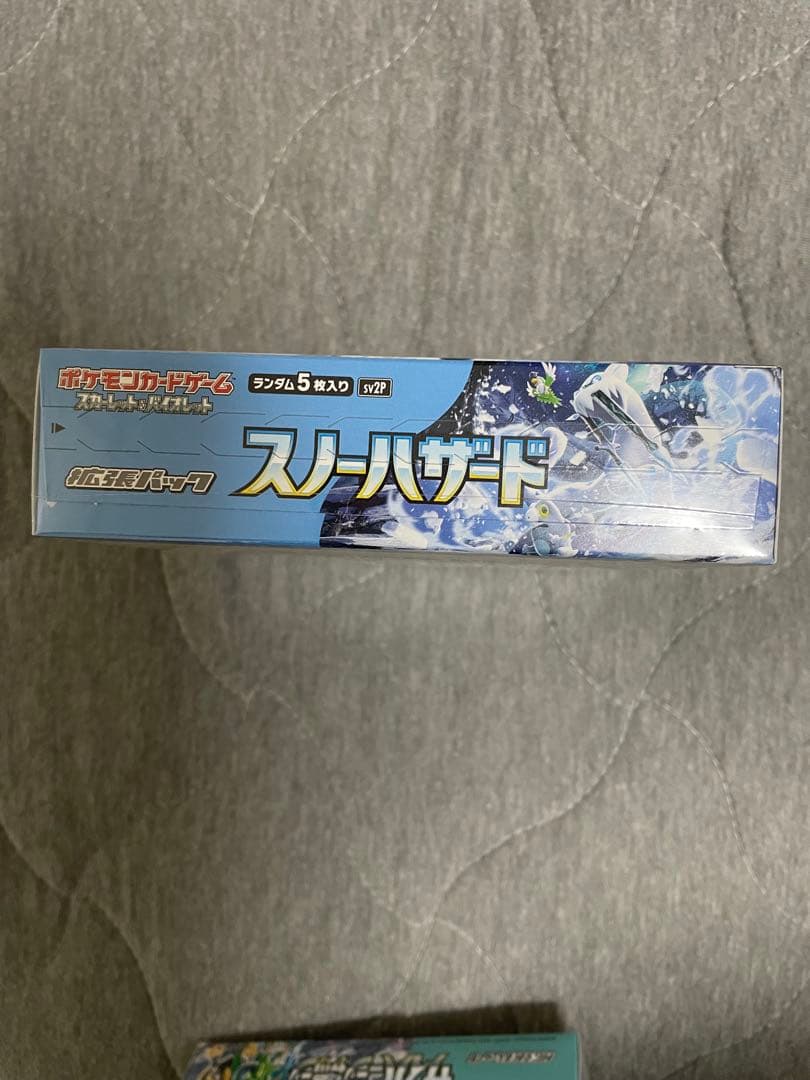 ポケモンカードゲーム
スカーレット&バイオレット
ランダム5枚入り
SV2P
拡張パック
スノーハザード